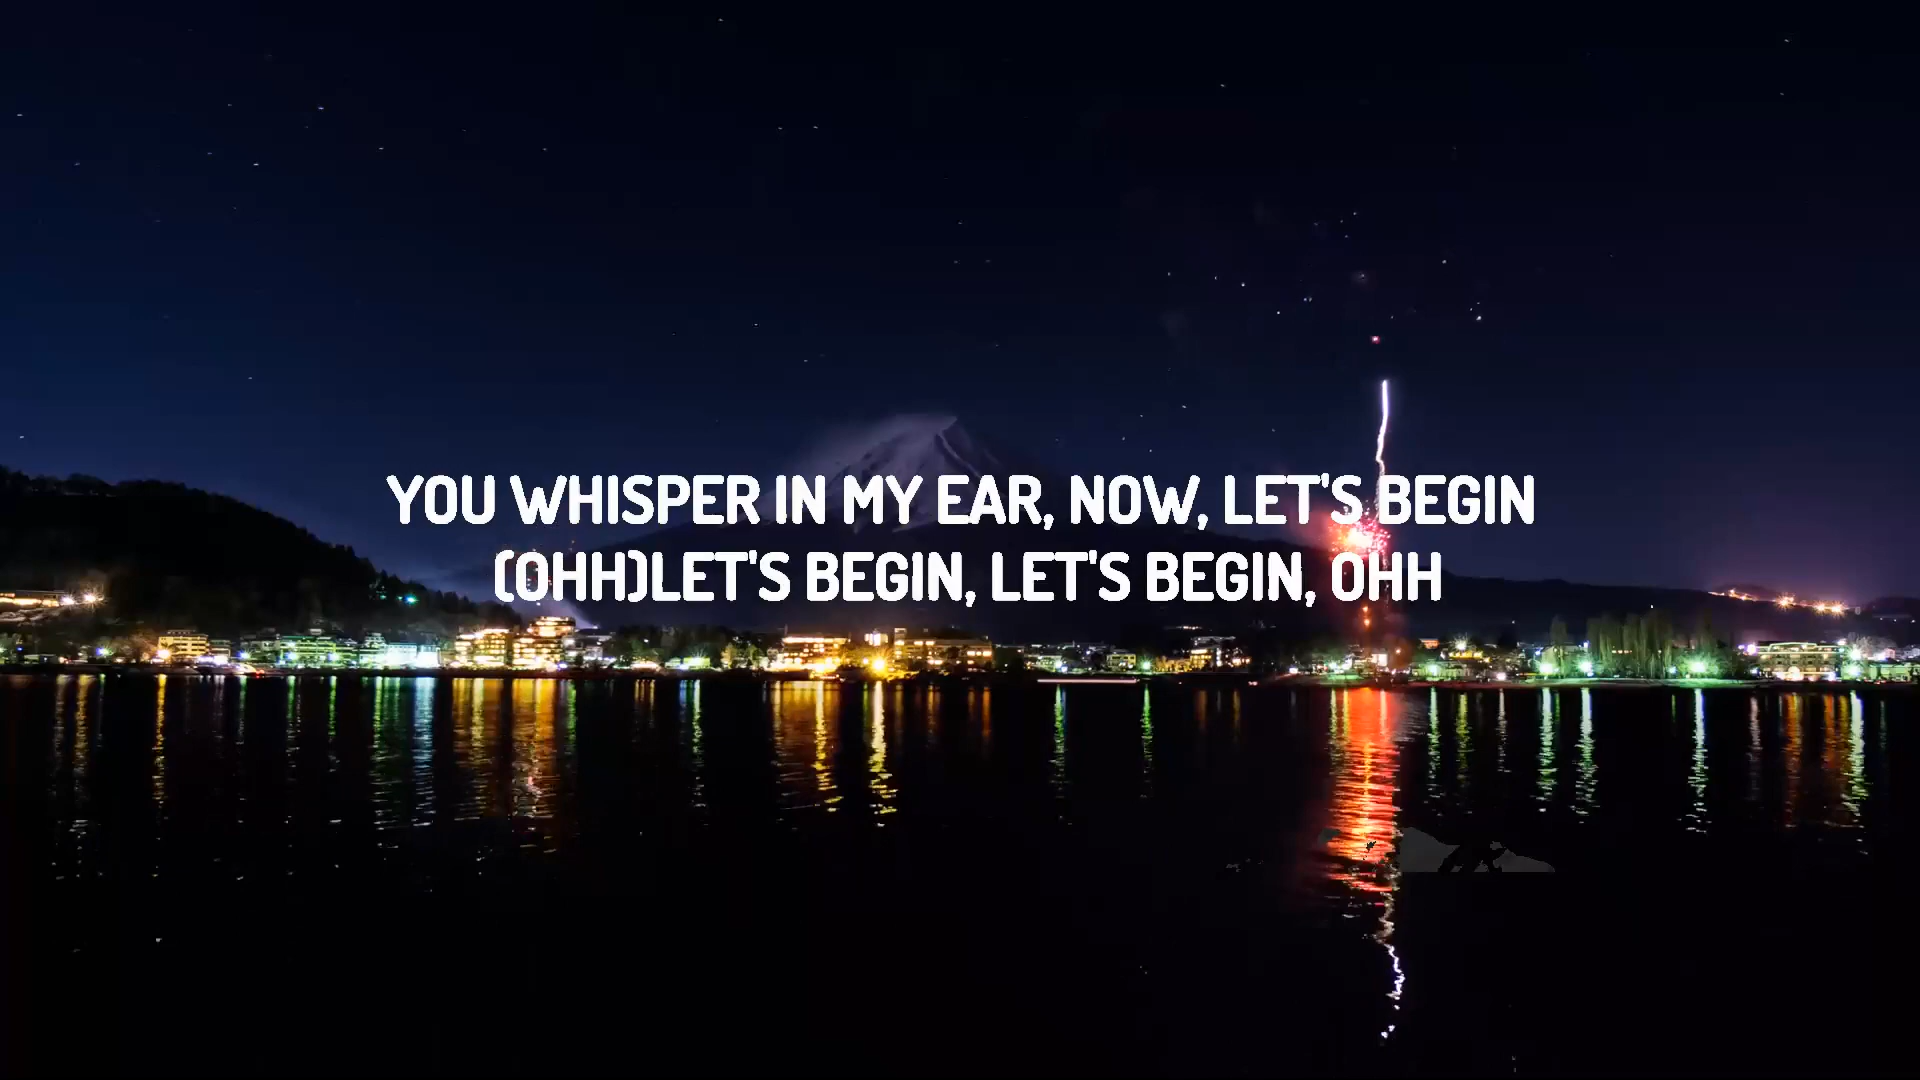 YOU WHISPER IN MY EAR, NOW, LET'S BEGIN
(OHH)LET'S BEGIN, LET'S BEGIN, OHH